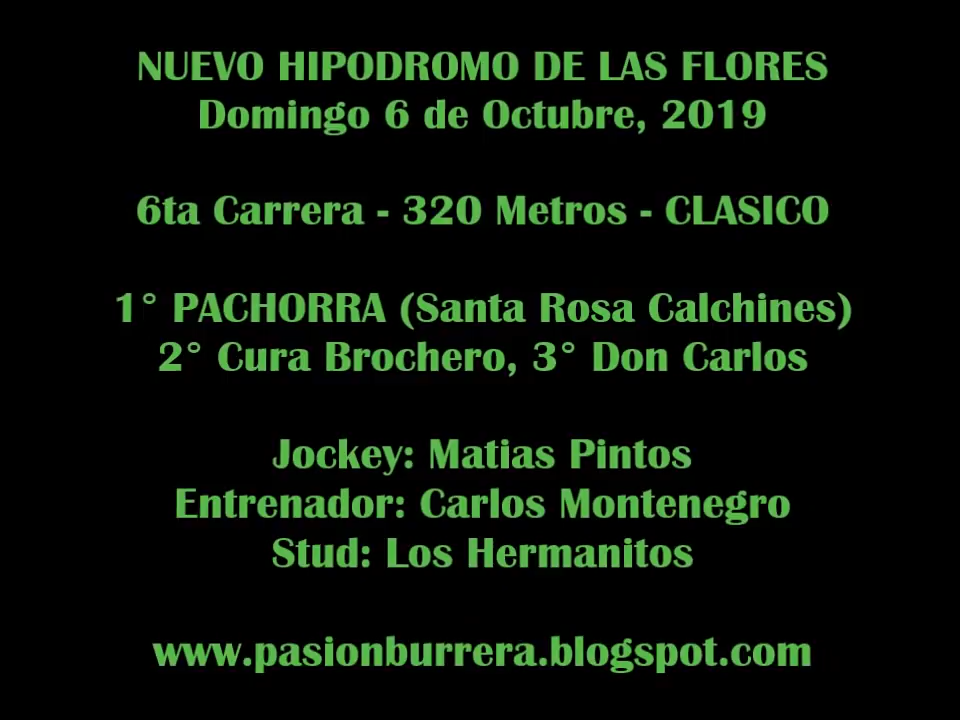 NUEVO HIPODROMO DE LAS FLORES
Domingo 6 de Octubre, 2019
6ta Carrera - 320 Metros - CLASICO
1° PACHORRA (Santa Rosa Calchines)
2° Cura Brochero, 3° Don Carlos
Jockey: Matias Pintos
Entrenador: Carlos Montenegro
Stud: Los Hermanitos
www.pasionburrera.blogspot.com